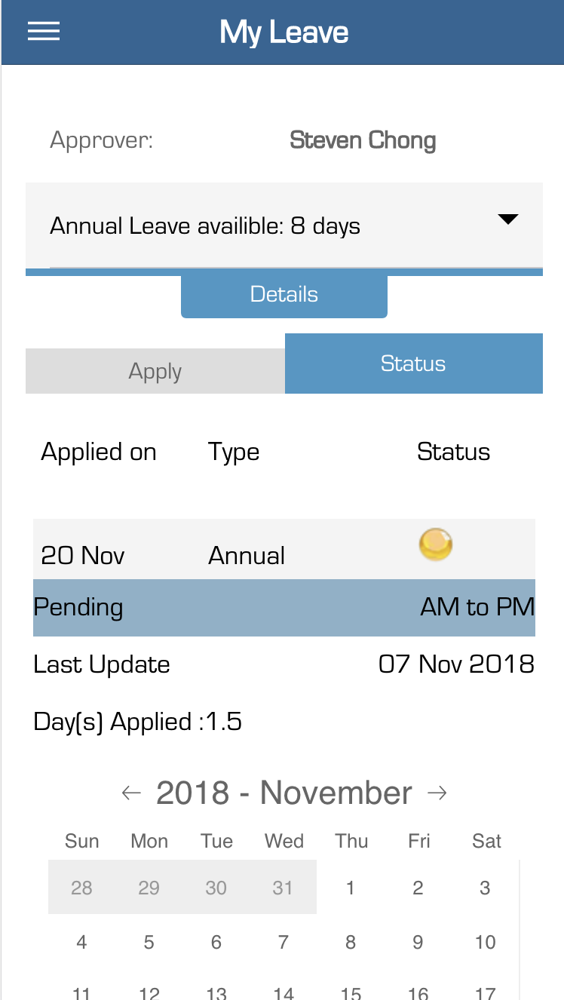 My Leave
Approver: Steven Chong
Annual Leave availible: 8 days
Details
Apply Status
Applied on Type Status
20 Nov Annual
Pending AM to PM
Last Update 07 Nov 2018
Day(s) Applied :1.5
← 2018 - November →
Sun Mon Tue Wed Thu Fri Sat
28 29 30 31 1 2 3
4 5 6 7 8 9 10
11 12 13 14 15 16 17